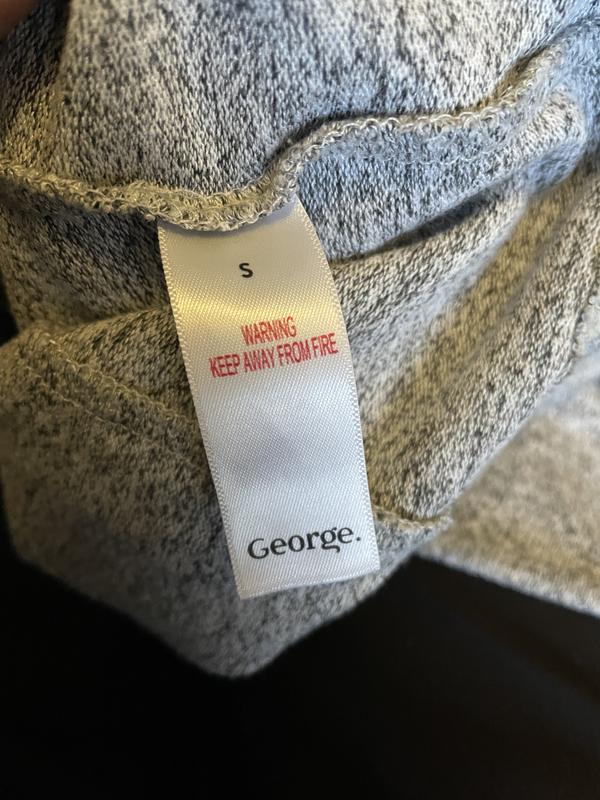 S
WARNING
KEEP AWAY FROM FIRE
George.